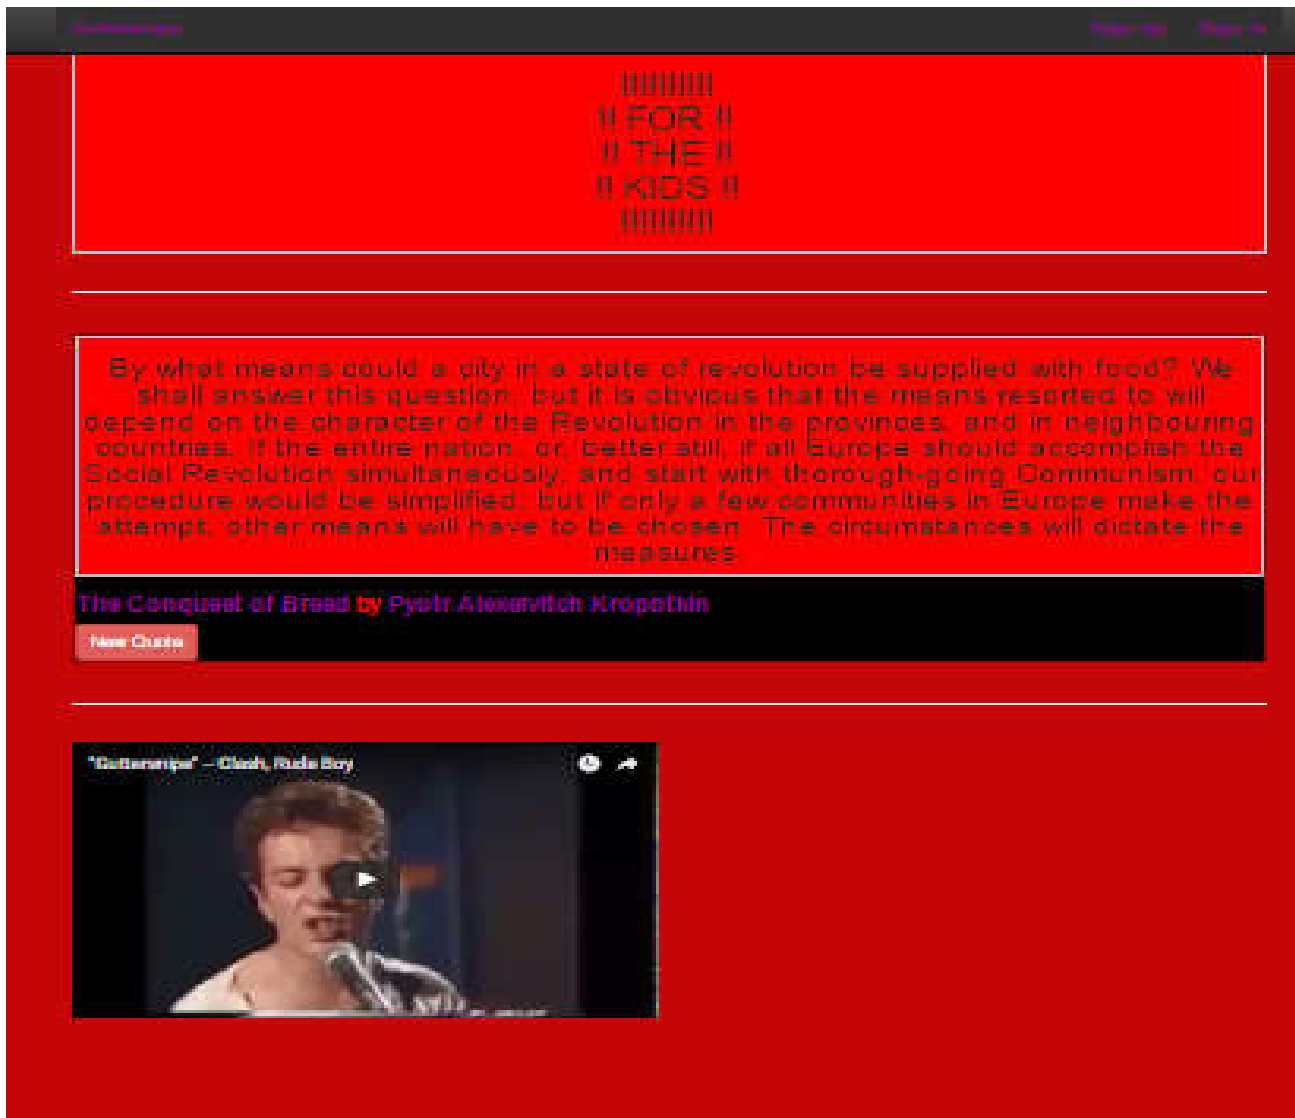 Guttersnipe
Sign Up Sign In
!!!!!!!!!!!
!! FOR !!
!! THE !!
!! KIDS !!
!!!!!!!!!!!
By what means could a city in a state of revolution be supplied with food? We
shall answer this question, but it is obvious that the means resorted to will
depend on the character of the Revolution in the provinces, and in neighbouring
countries. If the entire nation, or, better still, if all Europe should accomplish the
Social Revolution simultaneously, and start with thorough-going Communism, our
procedure would be simplified; but if only a few communities in Europe make the
attempt, other means will have to be chosen. The circumstances will dictate the
measures.
The Conquest of Bread by Pyotr Alexeivitch Kropotkin
New Quote
"Guttersnipe" – Clash, Rude Boy